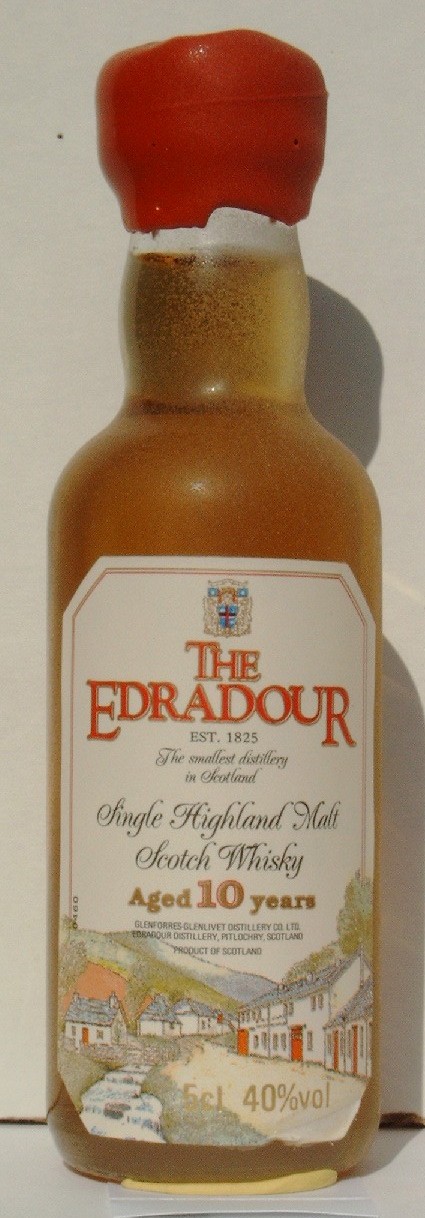 THE
EDRADOUR
EST. 1825
The smallest distillery
in Scotland
Single Highland Malt
Scotch Whisky
Aged 10 years
GLENFORRES-GLENLIVET DISTILLERY CO. LTD.
EDRADOUR DISTILLERY, PITLOCHRY, SCOTLAND
PRODUCT OF SCOTLAND
5cl 40%vol